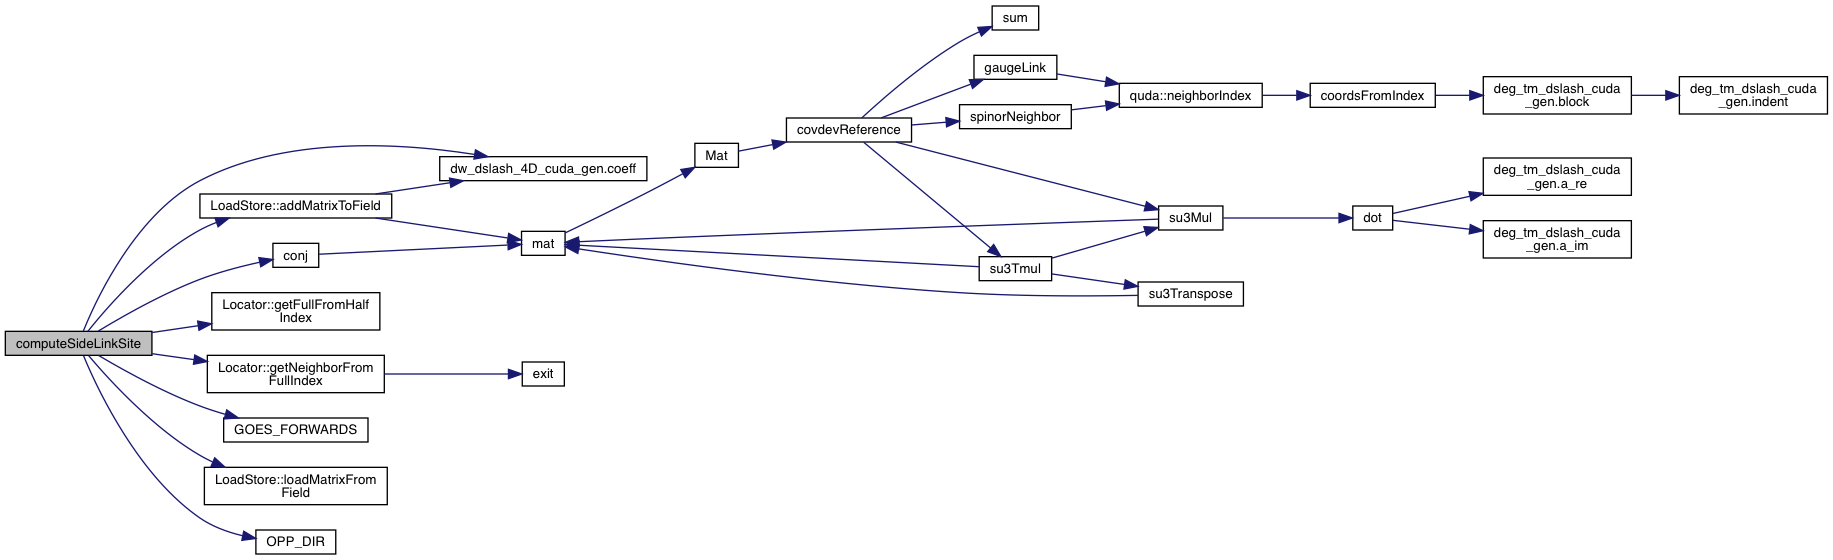 computeSideLinkSite
dw_dslash_4D_cuda_gen.coeff
LoadStore::addMatrixToField
conj
Locator::getFullFromHalf
Index
Locator::getNeighborFrom
FullIndex
GOES_FORWARDS
LoadStore::loadMatrixFrom
Field
OPP_DIR
mat
exit
Mat
covdevReference
sum
gaugeLink
spinorNeighbor
su3Tmul
quda::neighborIndex
su3Mul
su3Transpose
coordsFromIndex
dot
deg_tm_dslash_cuda
_gen.block
deg_tm_dslash_cuda
_gen.a_re
deg_tm_dslash_cuda
_gen.a_im
deg_tm_dslash_cuda
_gen.indent